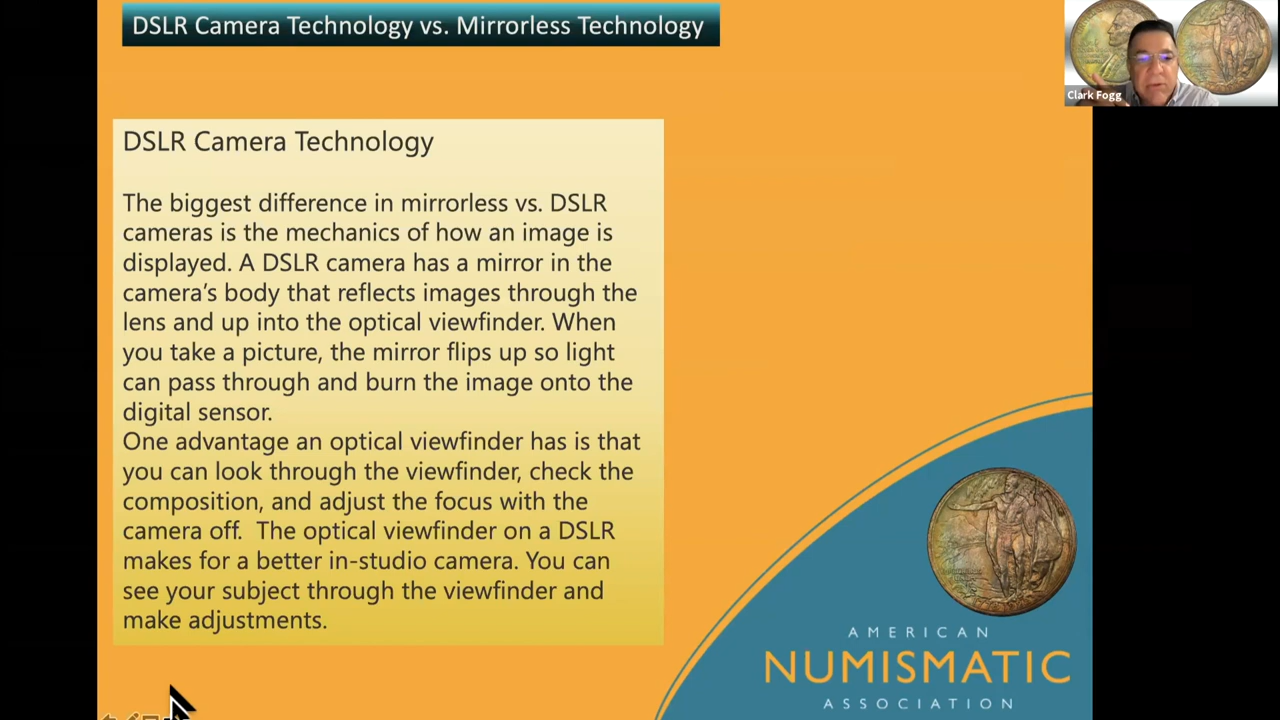 DSLR Camera Technology vs. Mirrorless Technology
Clark Fogg
DSLR Camera Technology
The biggest difference in mirrorless vs. DSLR
cameras is the mechanics of how an image is
displayed. A DSLR camera has a mirror in the
camera’s body that reflects images through the
lens and up into the optical viewfinder. When
you take a picture, the mirror flips up so light
can pass through and burn the image onto the
digital sensor.
One advantage an optical viewfinder has is that
you can look through the viewfinder, check the
composition, and adjust the focus with the
camera off.  The optical viewfinder on a DSLR
makes for a better in-studio camera. You can
see your subject through the viewfinder and
make adjustments.
AMERICAN
NUMISMATIC
ASSOCIATION